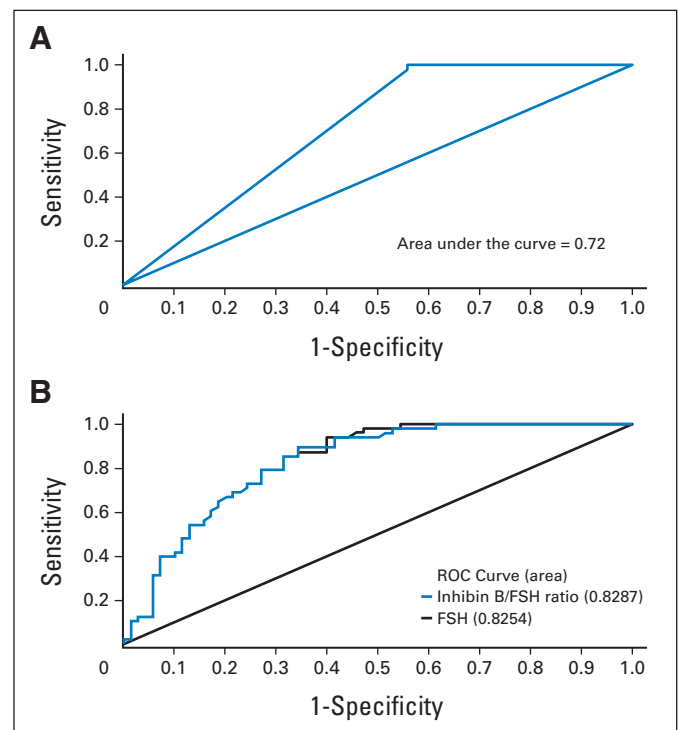 A
Sensitivity
1.0
0.8
0.6
0.4
0.2
Area under the curve = 0.72
0 0.1 0.2 0.3 0.4 0.5 0.6 0.7 0.8 0.9 1.0
1-Specificity
B
Sensitivity
1.0
0.8
0.6
0.4
0.2
ROC Curve (area)
Inhibin B/FSH ratio (0.8287)
FSH (0.8254)
0 0.1 0.2 0.3 0.4 0.5 0.6 0.7 0.8 0.9 1.0
1-Specificity